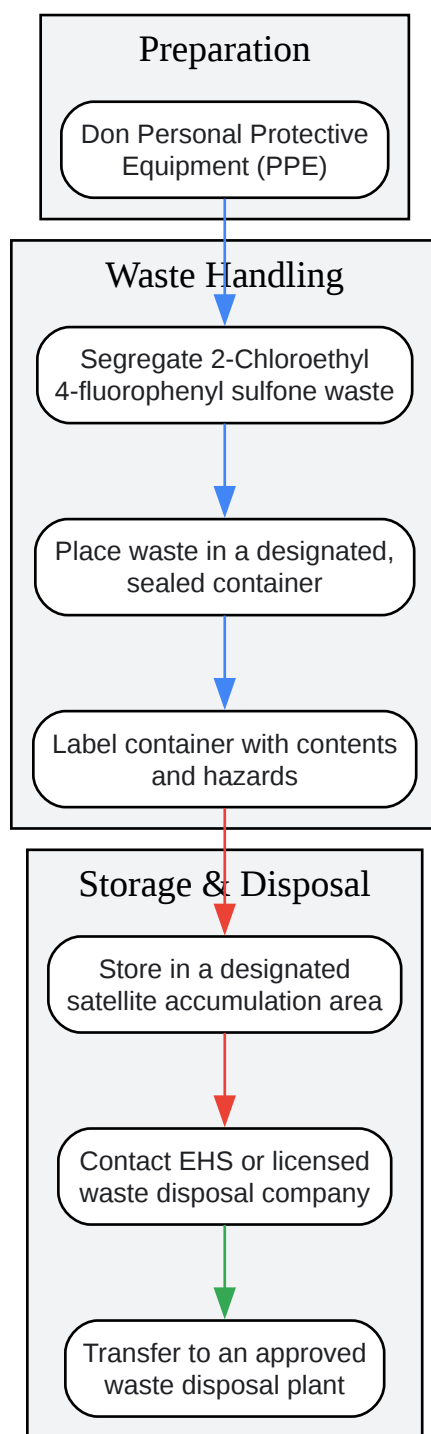 Preparation
Don Personal Protective
Equipment (PPE)
Waste Handling
Segregate 2-Chloroethyl
4-fluorophenyl sulfone waste
Place waste in a designated,
sealed container
Label container with contents
and hazards
Storage & Disposal
Store in a designated
satellite accumulation area
Contact EHS or licensed
waste disposal company
Transfer to an approved
waste disposal plant